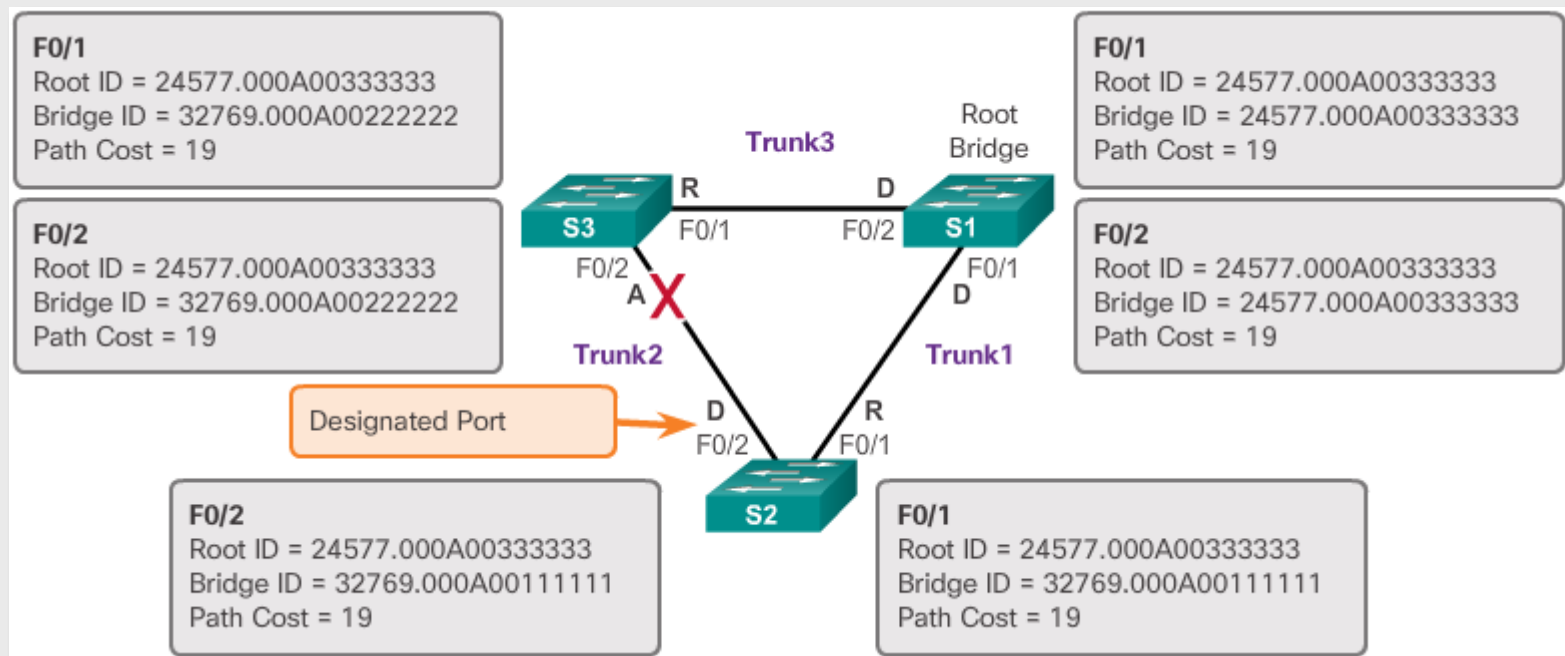 F0/1
Root ID = 24577.000A00333333
Bridge ID = 32769.000A00222222
Path Cost = 19
F0/2
Root ID = 24577.000A00333333
Bridge ID = 32769.000A00222222
Path Cost = 19
F0/1
Root ID = 24577.000A00333333
Bridge ID = 24577.000A00333333
Path Cost = 19
F0/2
Root ID = 24577.000A00333333
Bridge ID = 24577.000A00333333
Path Cost = 19
Root
Bridge
Trunk3
R
D
S3
F0/1
F0/2
S1
F0/2
A
X
F0/1
D
Trunk2
Trunk1
Designated Port
D
F0/2
R
F0/1
S2
F0/2
Root ID = 24577.000A00333333
Bridge ID = 32769.000A00111111
Path Cost = 19
F0/1
Root ID = 24577.000A00333333
Bridge ID = 32769.000A00111111
Path Cost = 19